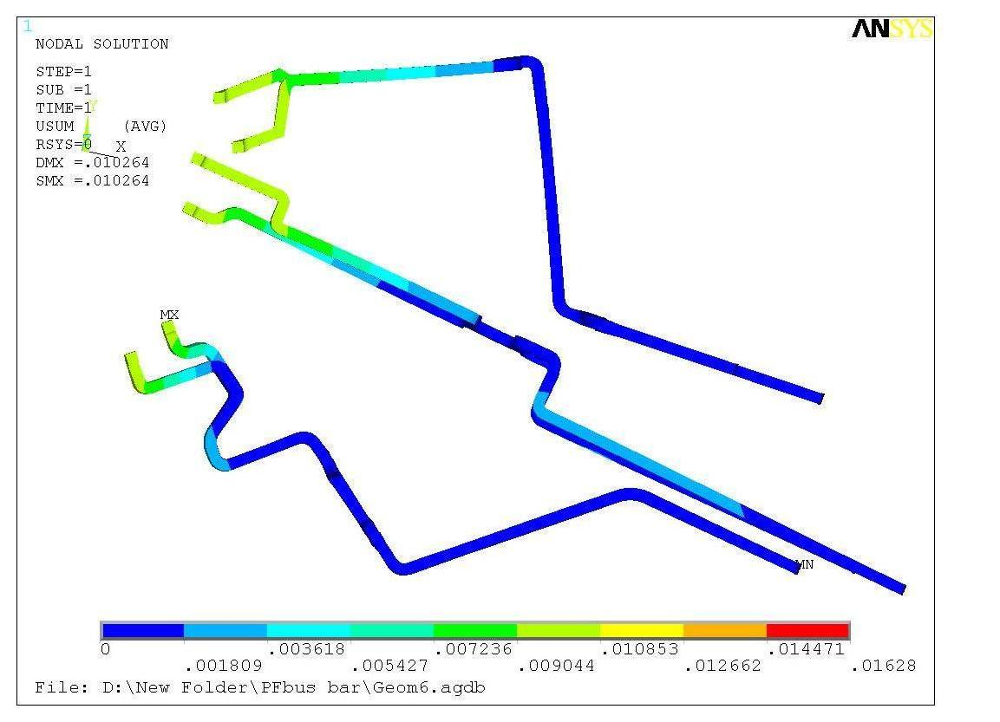 1
ANSYS
NODAL SOLUTION
STEP=1
SUB =1
TIME=1
Y
USUM (AVG)
RSYS=0
X
DMX =.010264
SMX =.010264
MX
MN
0 .003618 .007236 .010853 .014471
.001809 .005427 .009044 .012662 .01628
File: D:\New Folder\PFbus bar\Geom6.agdb